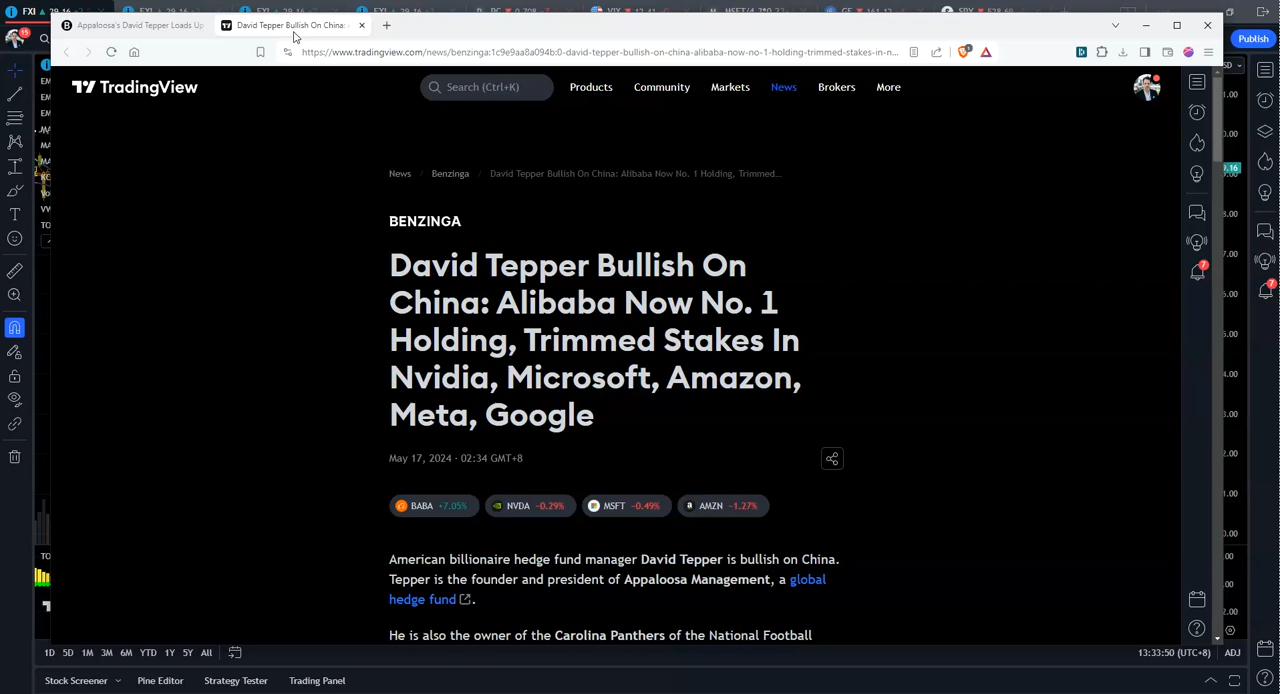 FXI 29.16
Appaloosa's David Tepper Loads Up
David Tepper Bullish On China:
https://www.tradingview.com/news/benzinga:1c9e9aa8a094b:0-david-tepper-bullish-on-china-alibaba-now-no-1-holding-trimmed-stakes-in-n...
Publish
15
TradingView
Search (Ctrl+K)
Products
Community
Markets
News
Brokers
More
News
Benzinga
David Tepper Bullish On China: Alibaba Now No. 1 Holding, Trimmed...
BENZINGA
David Tepper Bullish On
China: Alibaba Now No. 1
Holding, Trimmed Stakes In
Nvidia, Microsoft, Amazon,
Meta, Google
May 17, 2024 · 02:34 GMT+8
BABA +7.05%
NVDA −0.29%
MSFT −0.49%
AMZN −1.27%
American billionaire hedge fund manager David Tepper is bullish on China.
Tepper is the founder and president of Appaloosa Management, a global
hedge fund.
He is also the owner of the Carolina Panthers of the National Football
7
7
1D 5D 1M 3M 6M YTD 1Y 5Y All
13:33:50 (UTC+8)
ADJ
Stock Screener
Pine Editor
Strategy Tester
Trading Panel